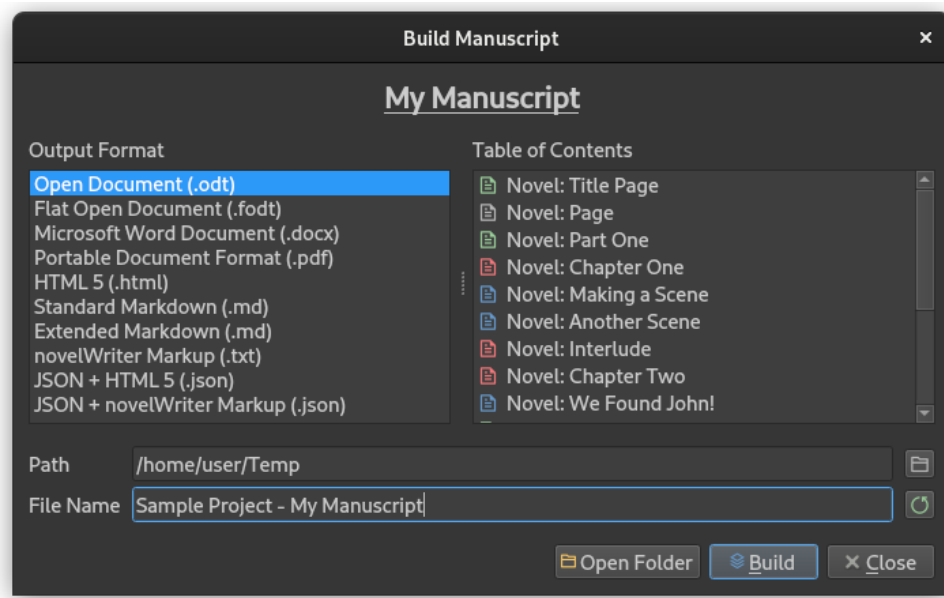 Build Manuscript
My Manuscript
Output Format
Open Document (.odt)
Flat Open Document (.fodt)
Microsoft Word Document (.docx)
Portable Document Format (.pdf)
HTML 5 (.html)
Standard Markdown (.md)
Extended Markdown (.md)
novelWriter Markup (.txt)
JSON + HTML 5 (.json)
JSON + novelWriter Markup (.json)
Table of Contents
Novel: Title Page
Novel: Page
Novel: Part One
Novel: Chapter One
Novel: Making a Scene
Novel: Another Scene
Novel: Interlude
Novel: Chapter Two
Novel: We Found John!
Path /home/user/Temp
File Name Sample Project - My Manuscript
Open Folder Build Close